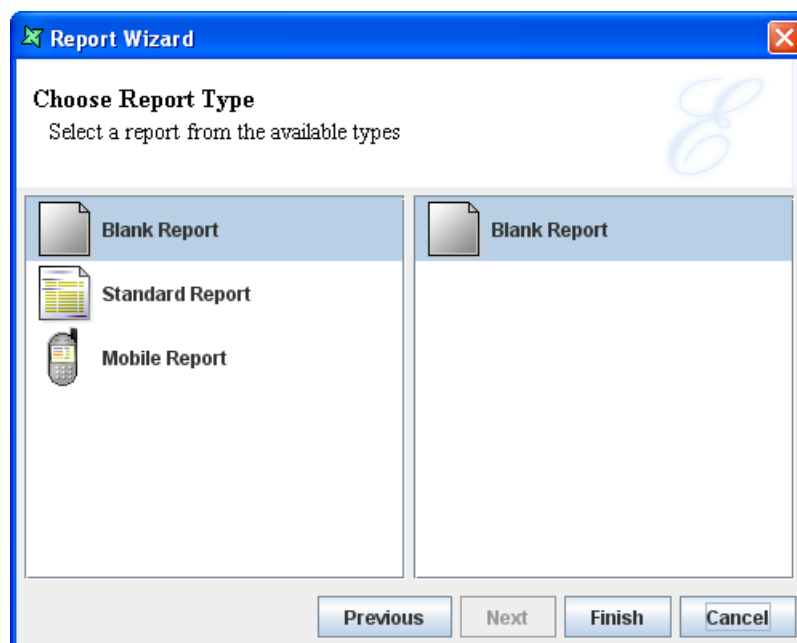 Report Wizard
Choose Report Type
Select a report from the available types
Blank Report
Standard Report
Mobile Report
Blank Report
Previous Next Finish Cancel